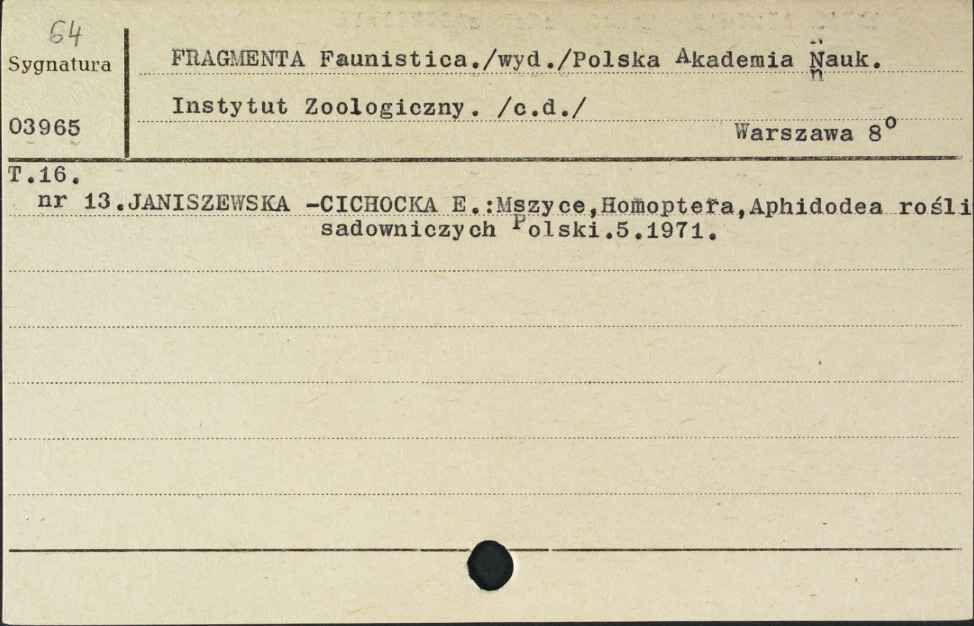 64
Sygnatura
03965
FRAGMENTA Faunistica./wyd./Polska Akademia Nauk.
Instytut Zoologiczny. /c.d./
Warszawa 8°
T.16.
nr 13.JANISZEWSKA -CICHOCKA E.:Mszyce,Homoptera,Aphidodea rośli
sadowniczych Polski.5.1971.